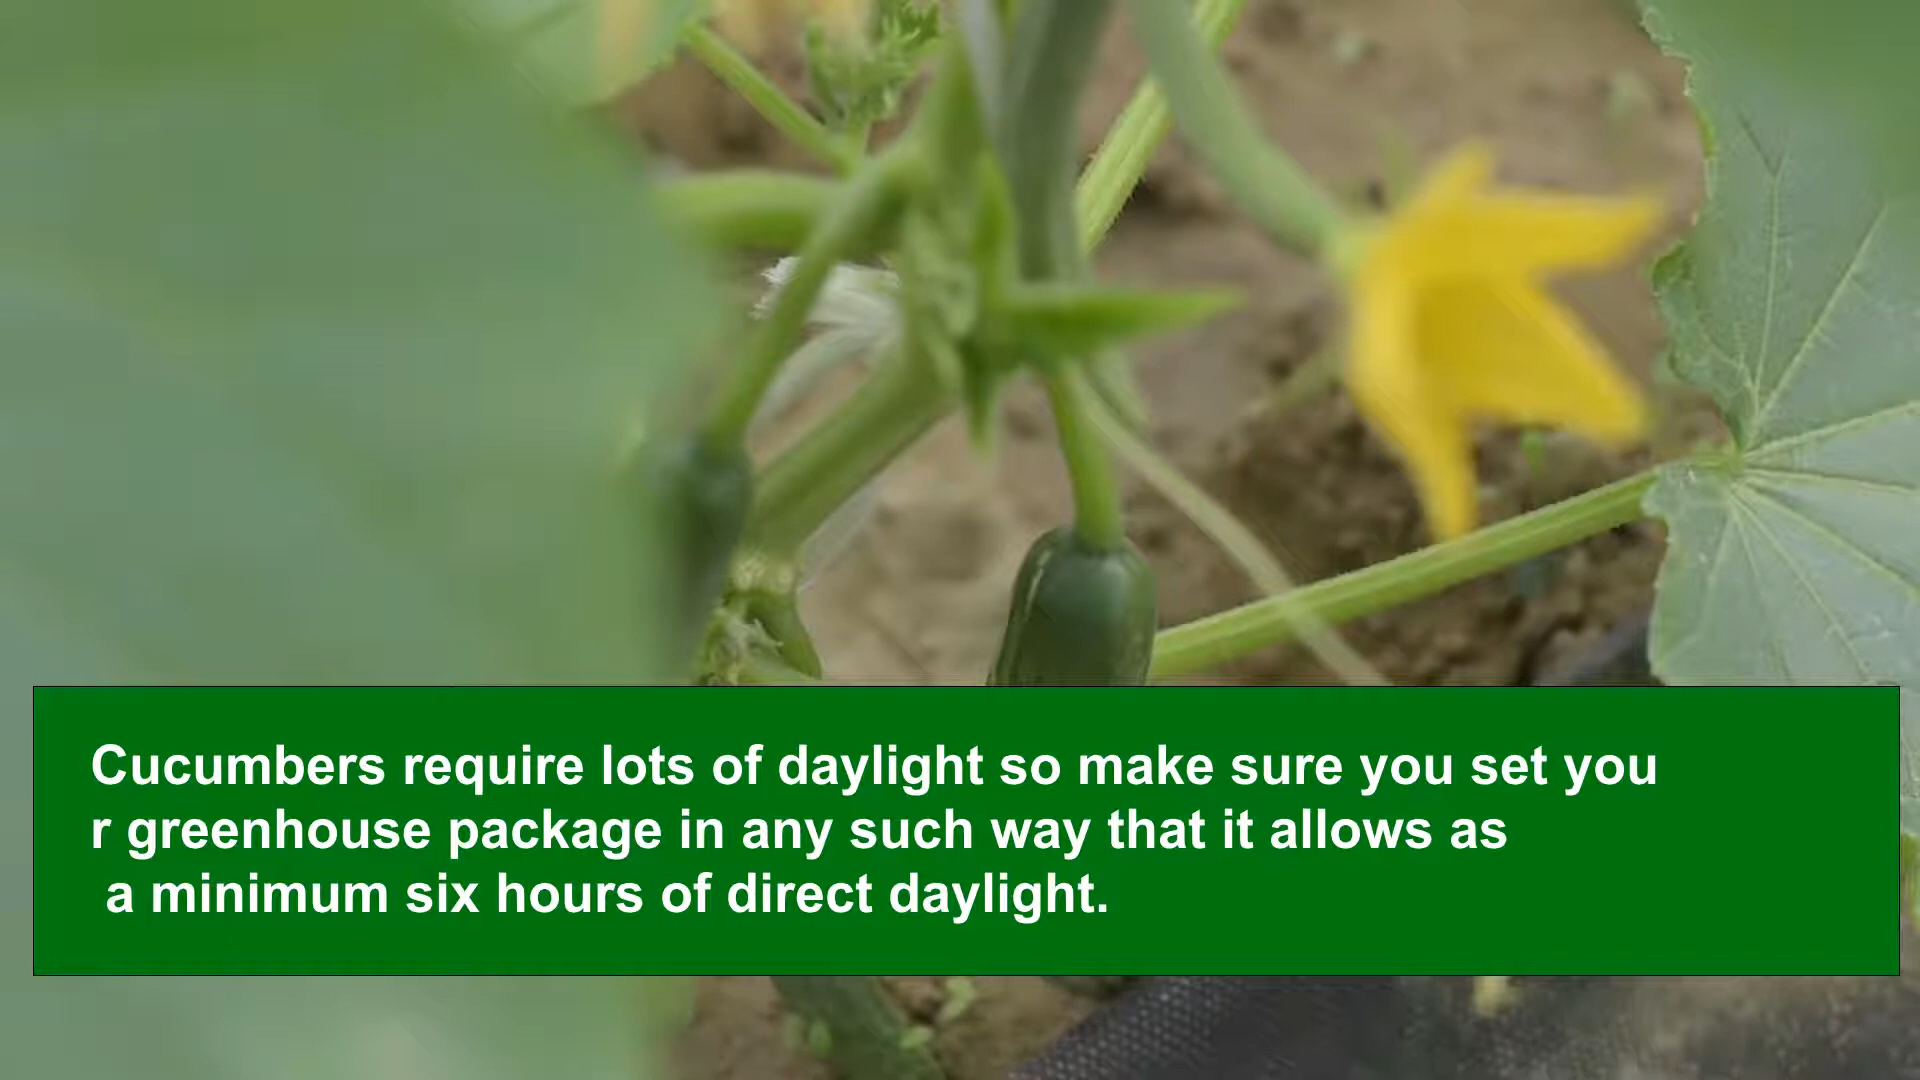 Cucumbers require lots of daylight so make sure you set you
r greenhouse package in any such way that it allows as
a minimum six hours of direct daylight.